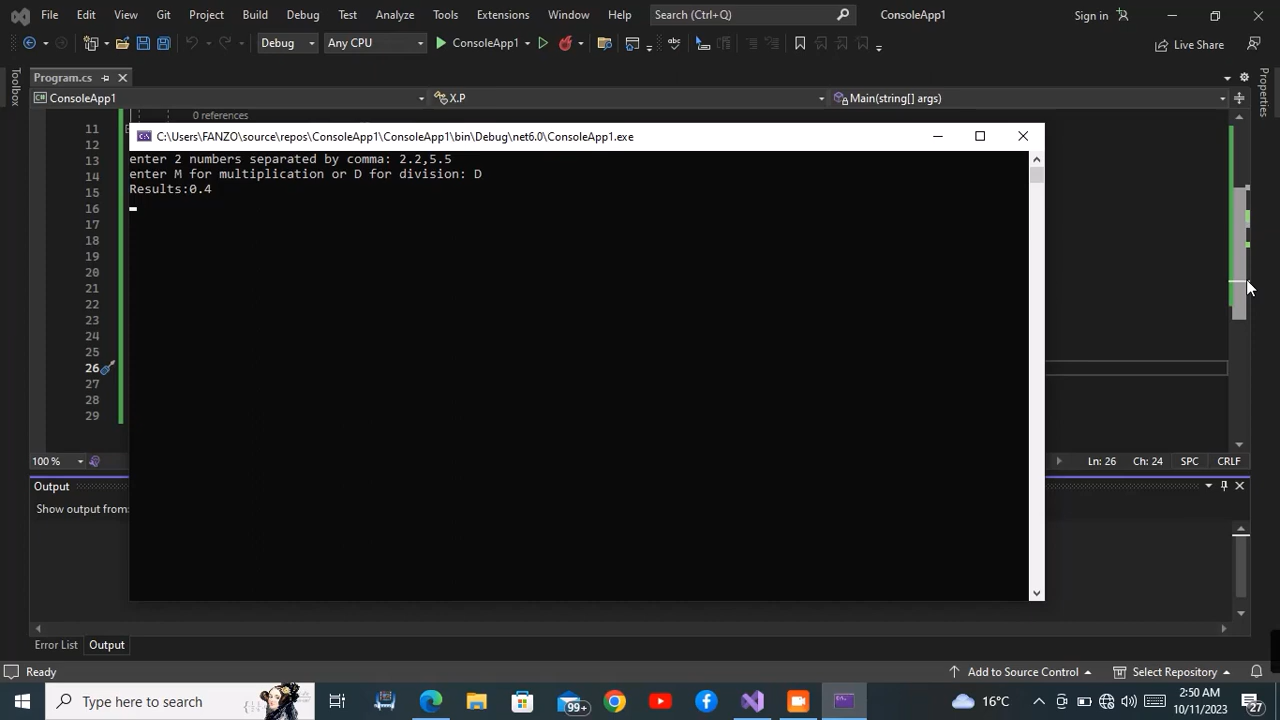 File Edit View Git Project Build Debug Test Analyze Tools Extensions Window Help Search (Ctrl+Q) ConsoleApp1 Sign in
Debug Any CPU ConsoleApp1 Live Share
Program.cs
ConsoleApp1 X.P Main(string[] args)
Toolbox
Properties
0 references
11
12
13
14
15
16
17
18
19
20
21
22
23
24
25
26
27
28
29
C:\Users\FANZO\source\repos\ConsoleApp1\ConsoleApp1\bin\Debug\net6.0\ConsoleApp1.exe
enter 2 numbers separated by comma: 2.2,5.5
enter M for multiplication or D for division: D
Results:0.4
100 % Ln: 26 Ch: 24 SPC CRLF
Output
Show output from:
Error List Output
Ready Add to Source Control Select Repository
Type here to search 99+ 16°C 2:50 AM
10/11/2023 27